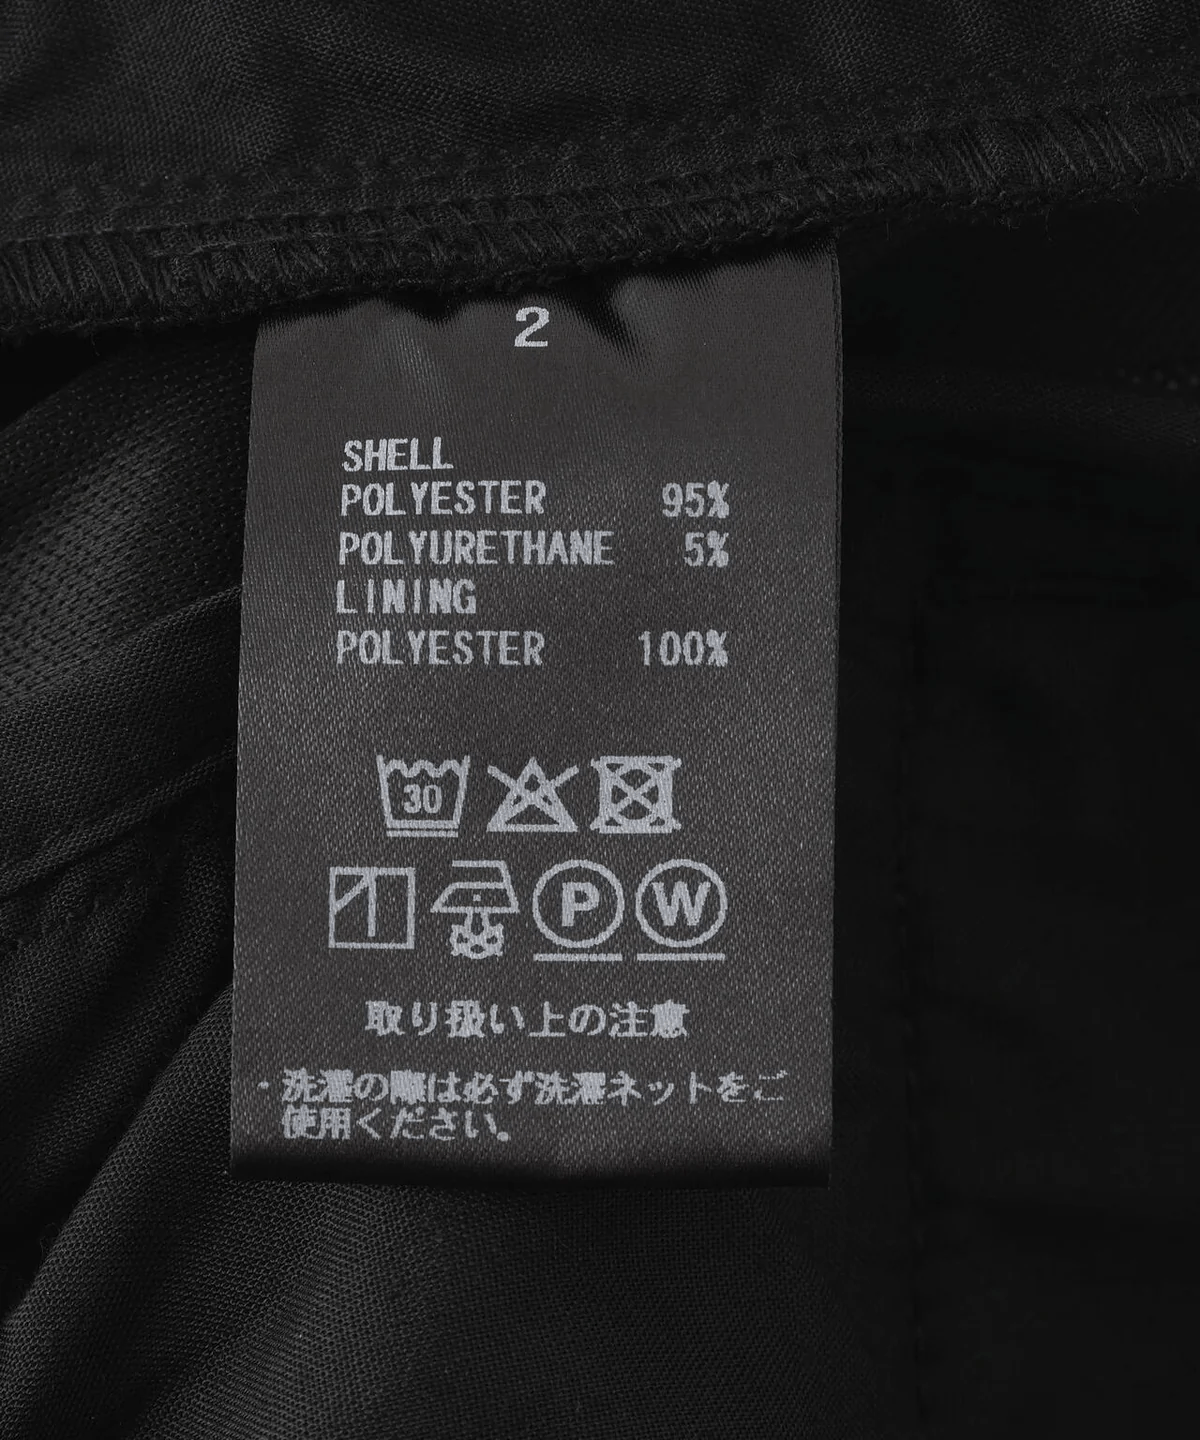 2
SHELL
POLYESTER 95%
POLYURETHANE 5%
LINING
POLYESTER 100%
30
P W
取り扱い上の注意
・洗濯の際は必ず洗濯ネットをご
使用ください。